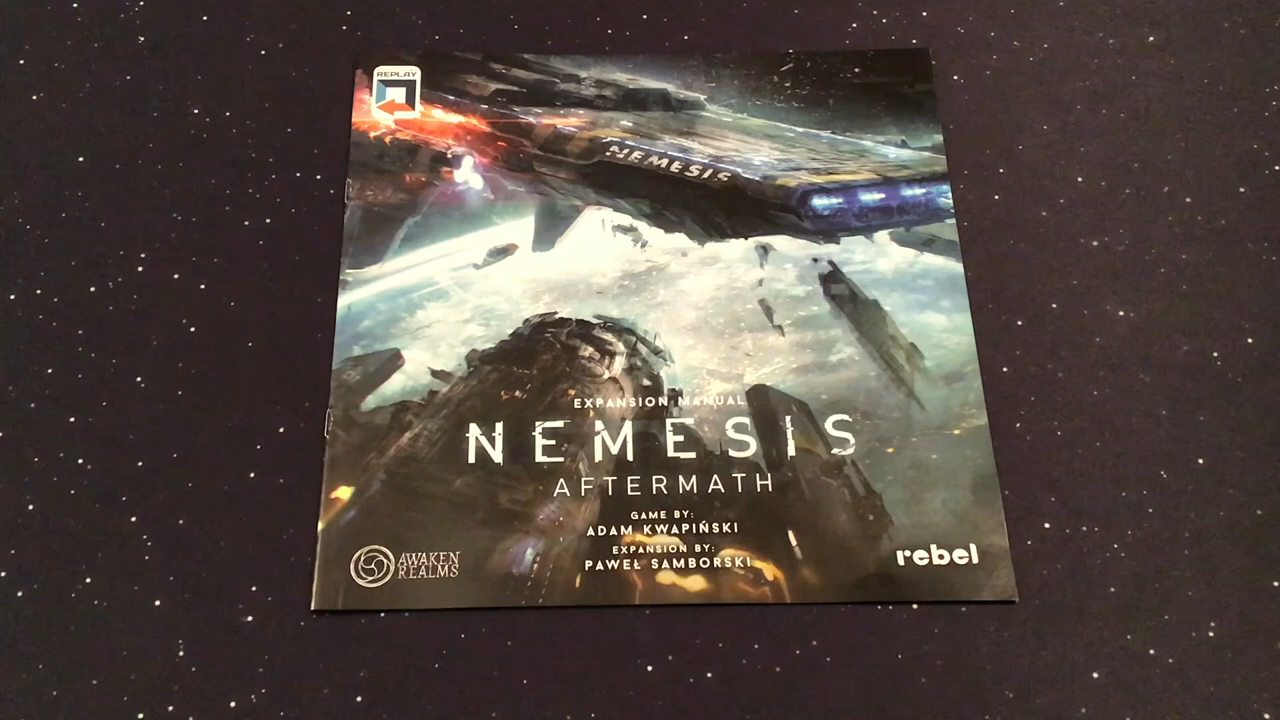 REPLAY
NEMESIS
EXPANSION MANUAL
NEMESIS
AFTERMATH
GAME BY:
ADAM KWAPIŃSKI
EXPANSION BY:
PAWEŁ SAMBORSKI
AWAKEN
REALMS
rebel